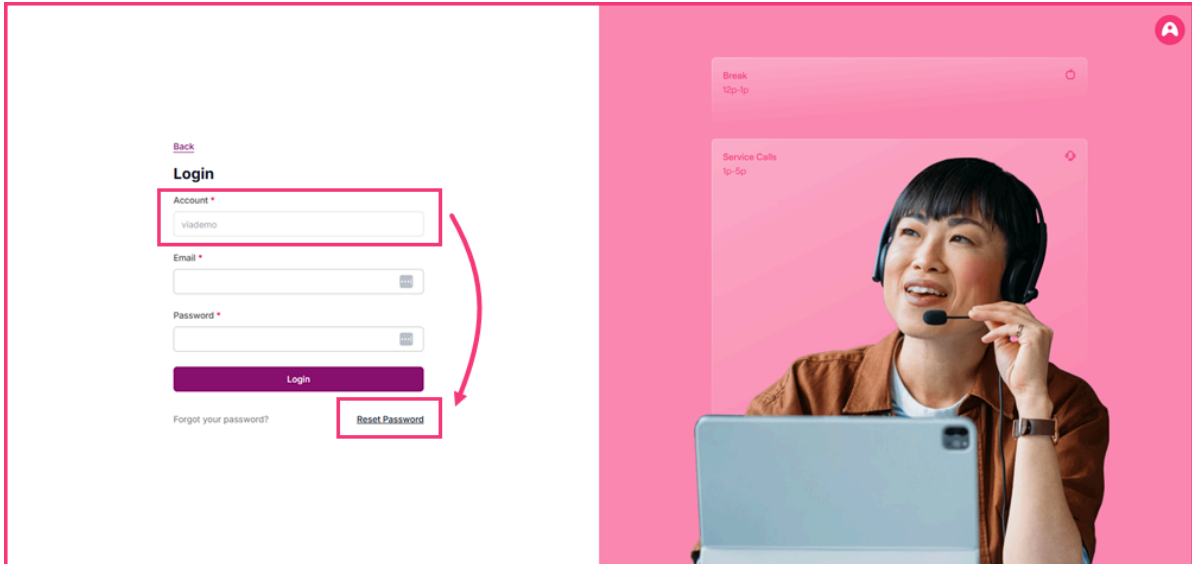 Back
Login
Account *
viademo
Email *
Password *
Login
Forgot your password?
Reset Password
Break
12p-1p
Service Calls
1p-5p